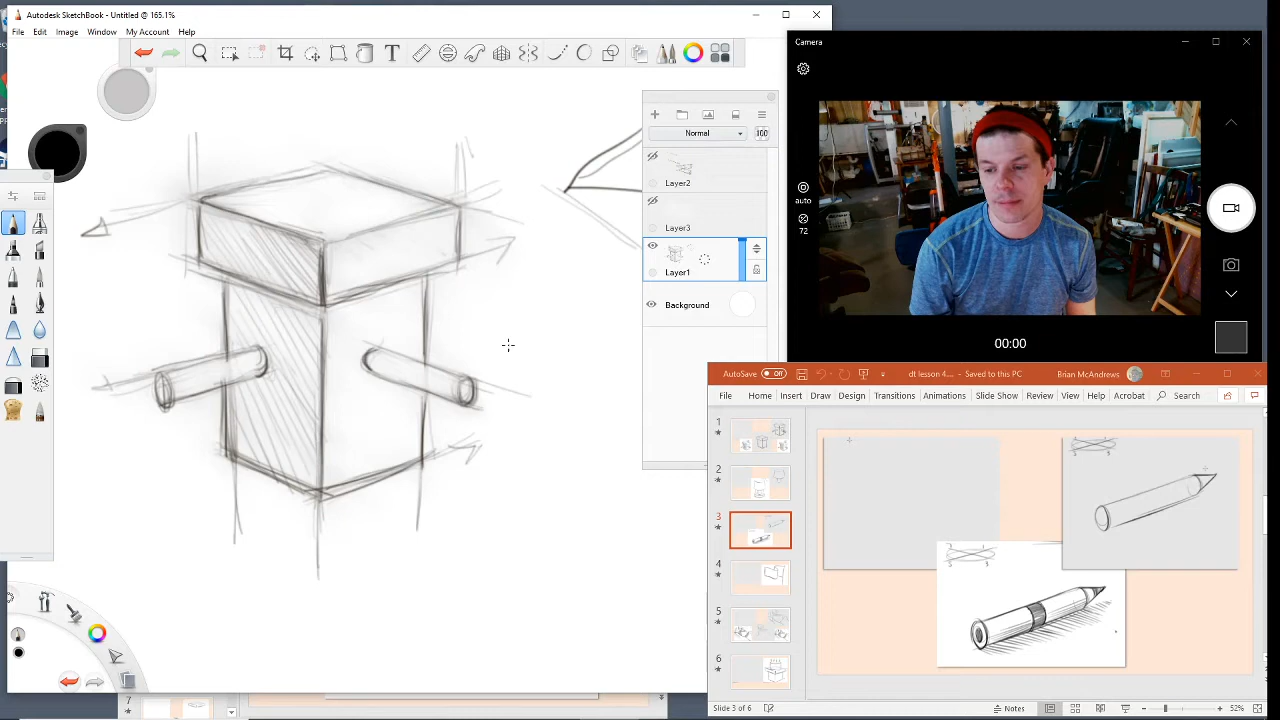 Autodesk SketchBook - Untitled @ 165.1%
File Edit Image Window My Account Help
T
Normal
100
Layer2
Layer3
Layer1
Background
Camera
auto
72
00:00
AutoSave Off
dt lesson 4... – Saved to this PC
Brian McAndrews
File Home Insert Draw Design Transitions Animations Slide Show Review View Help Acrobat Search
1
2
3
4
5
6
7
Slide 3 of 6
Notes
52%